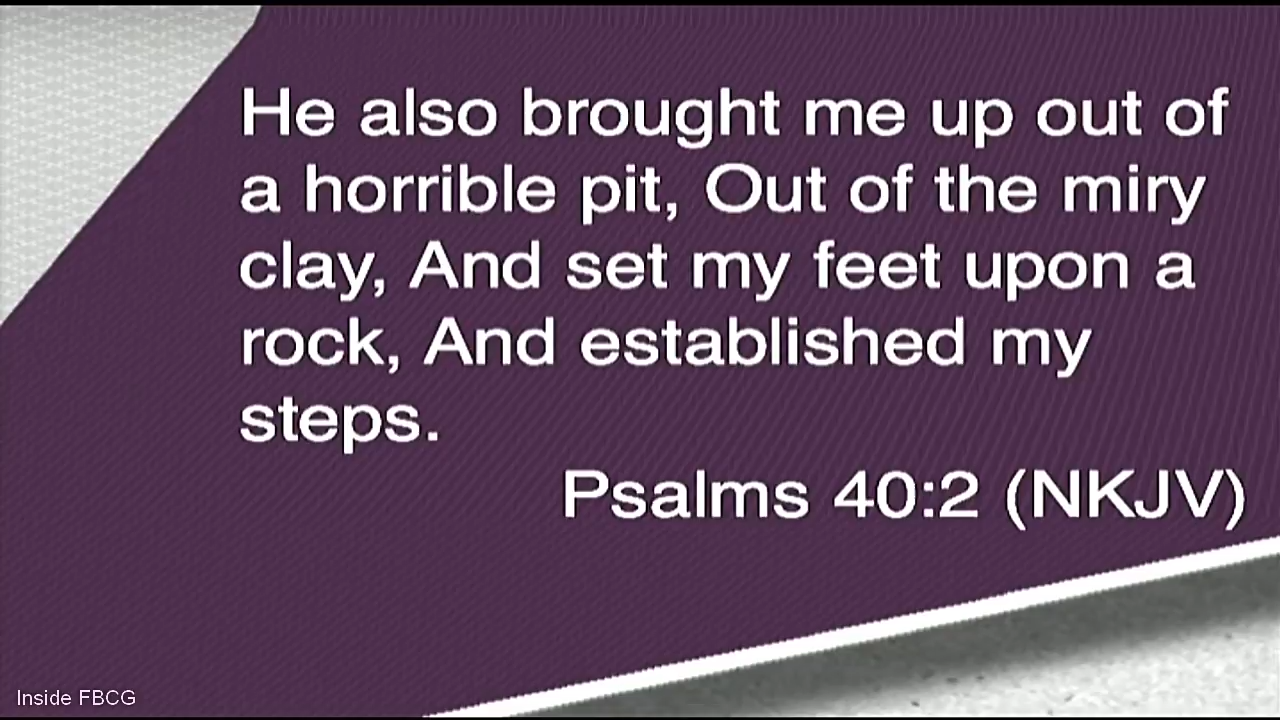 He also brought me up out of
a horrible pit, Out of the miry
clay, And set my feet upon a
rock, And established my
steps.
Psalms 40:2 (NKJV)
Inside FBCG